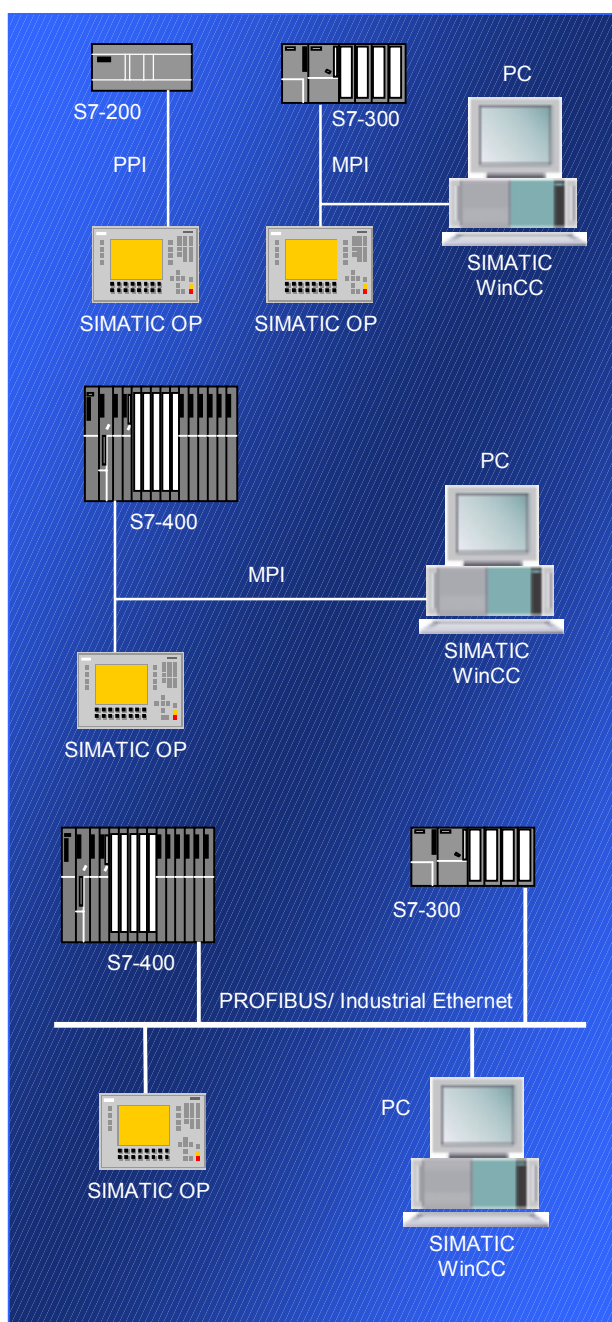 PC
S7-200
S7-300
PPI
MPI
SIMATIC
WinCC
SIMATIC OP
SIMATIC OP
PC
S7-400
MPI
SIMATIC
WinCC
SIMATIC OP
S7-300
S7-400
PROFIBUS/ Industrial Ethernet
PC
SIMATIC OP
SIMATIC
WinCC